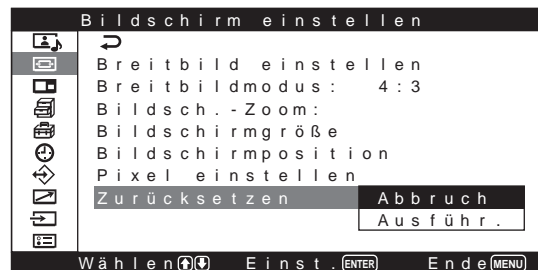 Bildschirm einstellen
Breitbild einstellen
Breitbildmodus: 4:3
Bildsch.-Zoom:
Bildschirmgröße
Bildschirmposition
Pixel einstellen
Zurücksetzen Abbruch
Ausführ.
Wählen Einst. ENTER Ende MENU